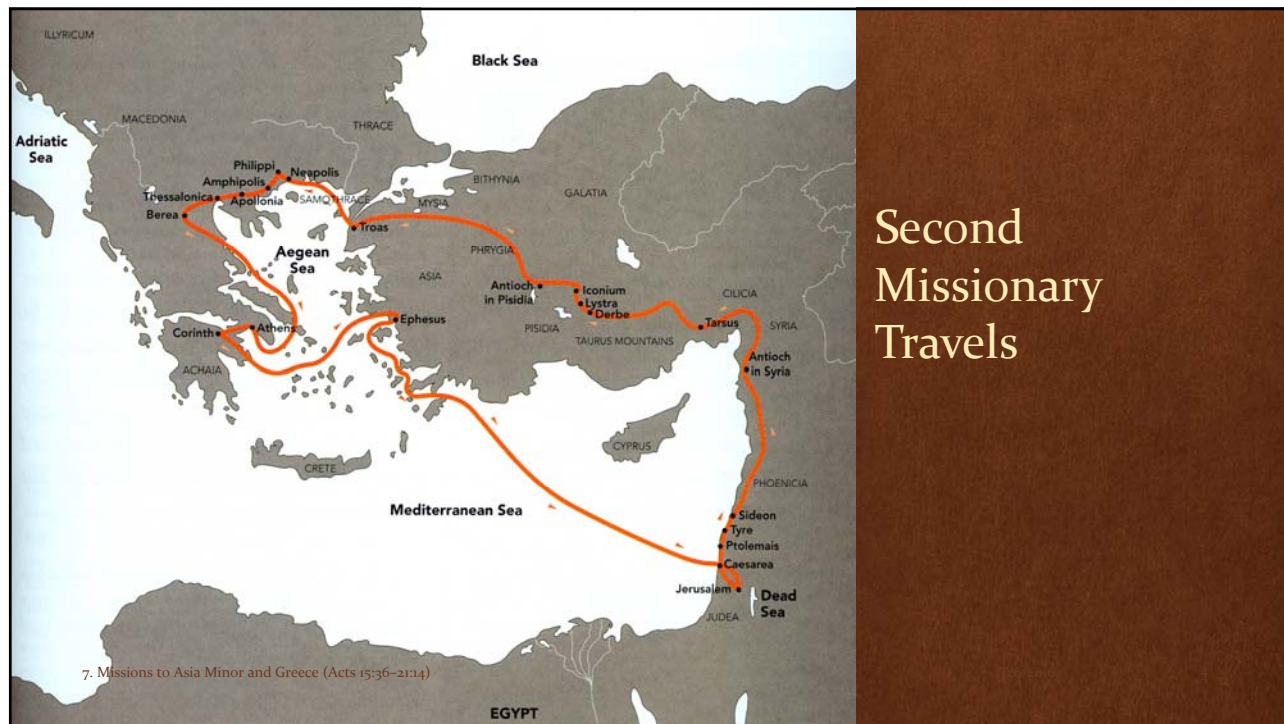 ILLYRICUM
Black Sea
MACEDONIA
THRACE
Adriatic
Sea
Philippi
Neapolis
Amphipolis
BITHYNIA
Thessalonica
Apollonia
SAMOTHRACE
GALATIA
MYSIA
Berea
Troas
Aegean
Sea
PHRYGIA
ASIA
Antioch
in Pisidia
Iconium
Lystra
Derbe
CILICIA
Corinth
Athens
Ephesus
PISIDIA
TAURUS MOUNTAINS
Tarsus
SYRIA
ACHAIA
Antioch
in Syria
CYPRUS
CRETE
PHOENICIA
Mediterranean Sea
Sideon
Tyre
Ptolemais
Caesarea
Jerusalem
Dead
Sea
JUDEA
7. Missions to Asia Minor and Greece (Acts 15:36–21:14)
EGYPT
Second
Missionary
Travels